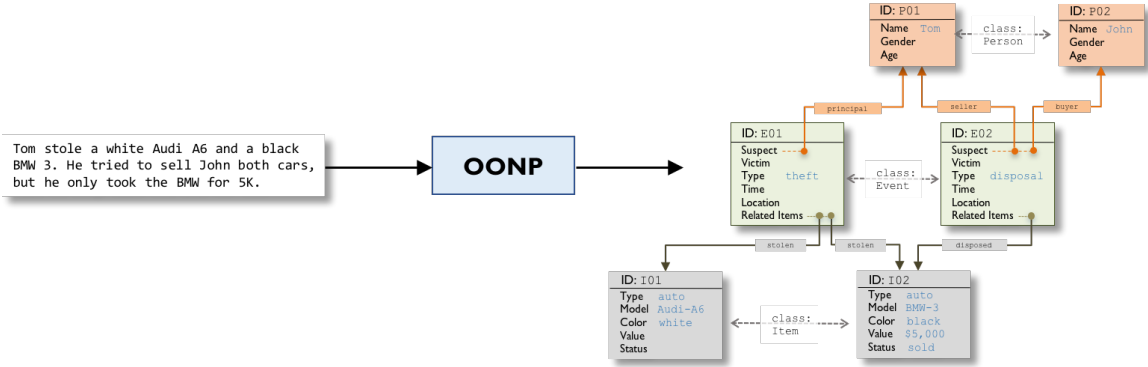 ID: P01
Name Tom
Gender
Age
class:
Person
ID: P02
Name John
Gender
Age
principal
seller
buyer
Tom stole a white Audi A6 and a black
BMW 3. He tried to sell John both cars,
but he only took the BMW for 5K.
OONP
ID: E01
Suspect
Victim
Type theft
Time
Location
Related Items
class:
Event
ID: E02
Suspect
Victim
Type disposal
Time
Location
Related Items
stolen
stolen
disposed
ID: I01
Type auto
Model Audi-A6
Color white
Value
Status
class:
Item
ID: I02
Type auto
Model BMW-3
Color black
Value $5,000
Status sold